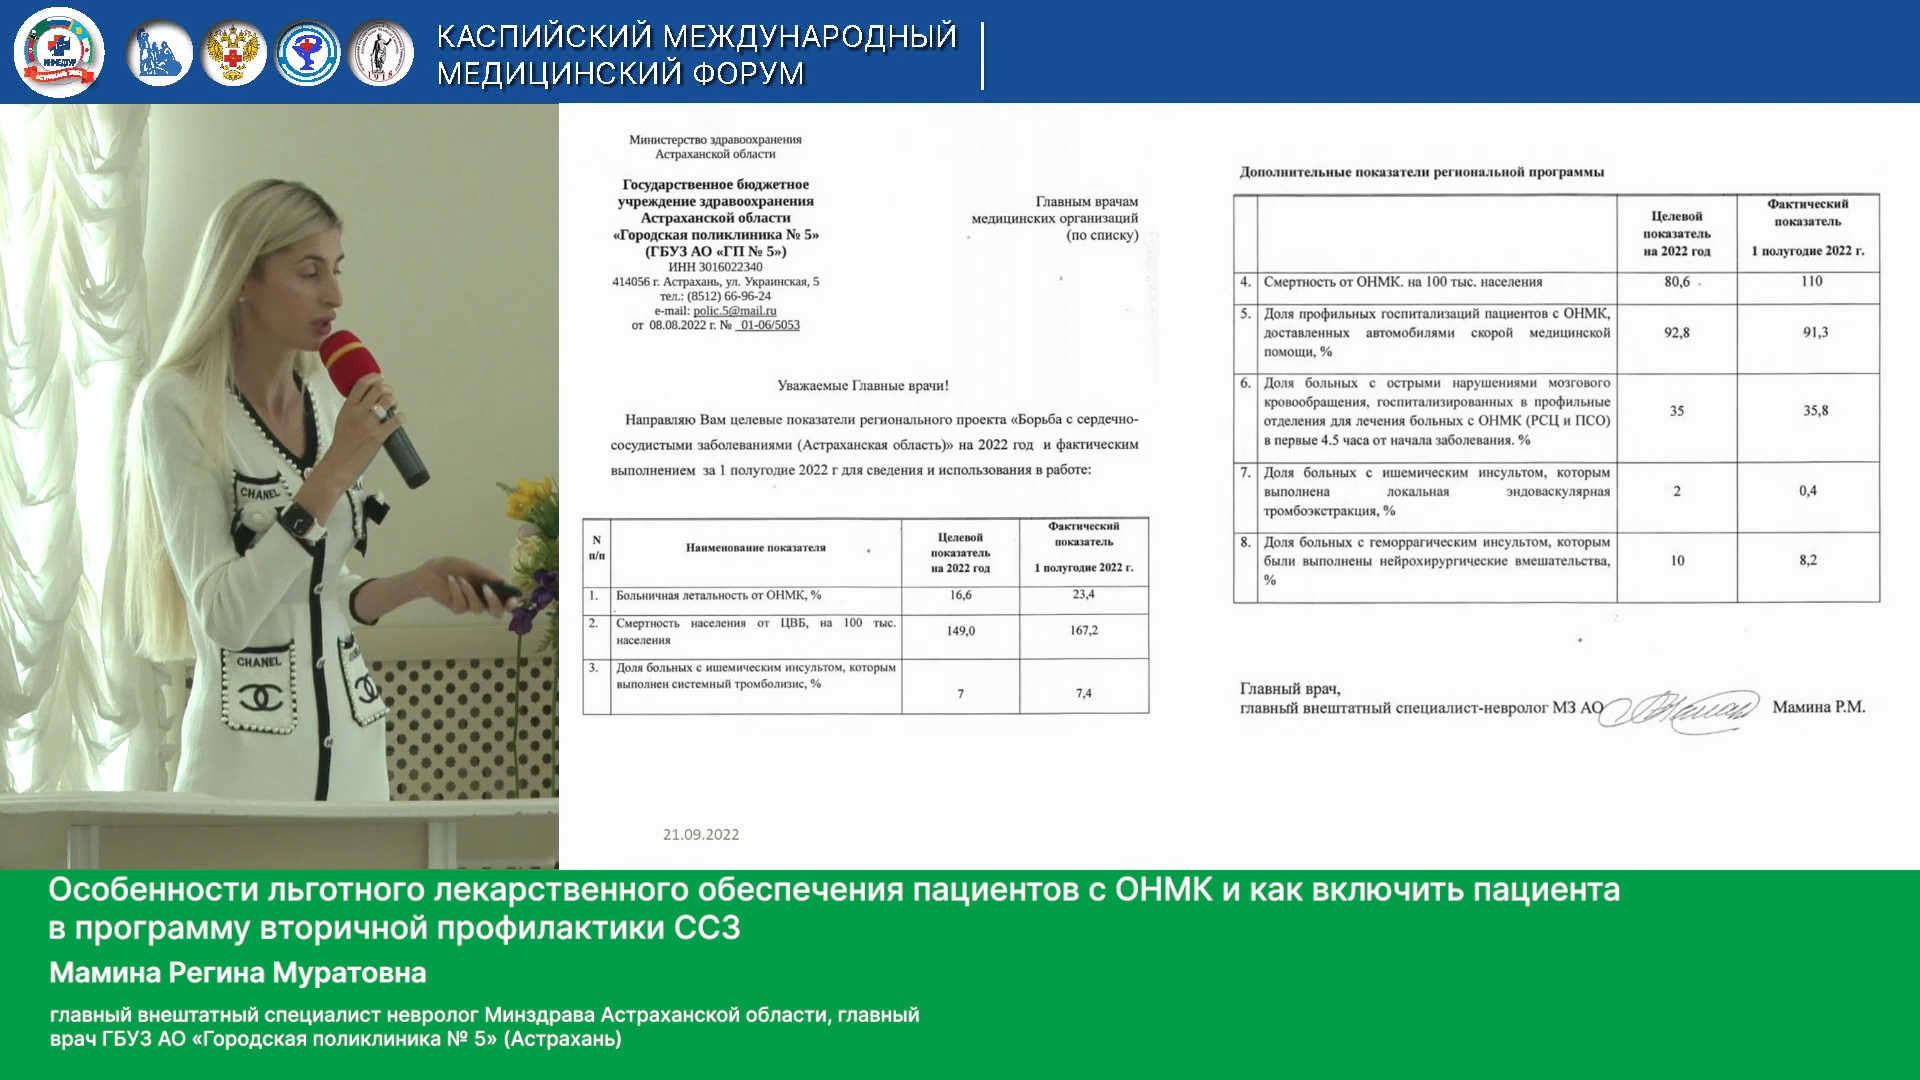 КАСПИЙСКИЙ МЕЖДУНАРОДНЫЙ
МЕДИЦИНСКИЙ ФОРУМ
1918
CHANEL
CHANEL
Министерство здравоохранения
Астраханской области
Государственное бюджетное
учреждение здравоохранения
Астраханской области
«Городская поликлиника № 5»
(ГБУЗ АО «ГП № 5»)
ИНН 3016022340
414056 г. Астрахань, ул. Украинская, 5
тел.: (8512) 66-96-24
e-mail: polic.5@mail.ru
от 08.08.2022 г. № 01-06/5053
Главным врачам
медицинских организаций
(по списку)
Уважаемые Главные врачи!
Направляю Вам целевые показатели регионального проекта «Борьба с сердечно-
сосудистыми заболеваниями (Астраханская область)» на 2022 год и фактическим
выполнением за 1 полугодие 2022 г для сведения и использования в работе:
N п/п Наименование показателя Целевой показатель на 2022 год Фактический показатель 1 полугодие 2022 г.
1. Больничная летальность от ОНМК, % 16,6 23,4
2. Смертность населения от ЦВБ, на 100 тыс.
населения 149,0 167,2
3. Доля больных с ишемическим инсультом, которым
выполнен системный тромболизис, % 7 7,4
21.09.2022
Дополнительные показатели региональной программы
Целевой показатель на 2022 год Фактический показатель 1 полугодие 2022 г.
4. Смертность от ОНМК. на 100 тыс. населения 80,6 110
5. Доля профильных госпитализаций пациентов с ОНМК,
доставленных автомобилями скорой медицинской
помощи, % 92,8 91,3
6. Доля больных с острыми нарушениями мозгового
кровообращения, госпитализированных в профильные
отделения для лечения больных с ОНМК (РСЦ и ПСО)
в первые 4.5 часа от начала заболевания. % 35 35,8
7. Доля больных с ишемическим инсультом, которым
выполнена локальная эндоваскулярная
тромбоэкстракция, % 2 0,4
8. Доля больных с геморрагическим инсультом, которым
были выполнены нейрохирургические вмешательства,
% 10 8,2
Главный врач,
главный внештатный специалист-невролог МЗ АО Мамина Р.М.
Особенности льготного лекарственного обеспечения пациентов с ОНМК и как включить пациента
в программу вторичной профилактики ССЗ
Мамина Регина Муратовна
главный внештатный специалист невролог Минздрава Астраханской области, главный
врач ГБУЗ АО «Городская поликлиника № 5» (Астрахань)